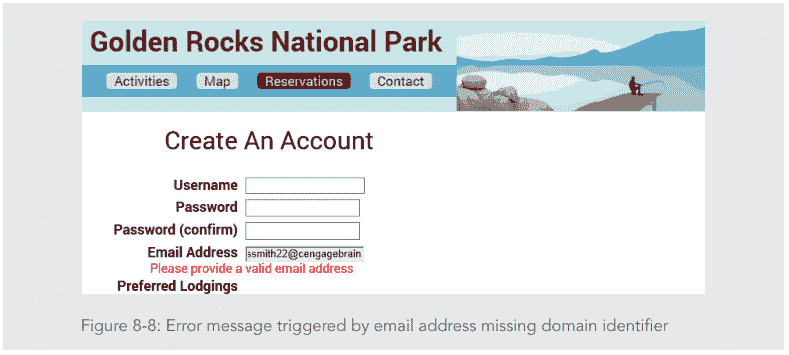 Golden Rocks National Park
Activities Map Reservations Contact
Create An Account
Username
Password
Password (confirm)
Email Address ssmith22@cengagebrain
Please provide a valid email address
Preferred Lodgings
Figure 8-8: Error message triggered by email address missing domain identifier